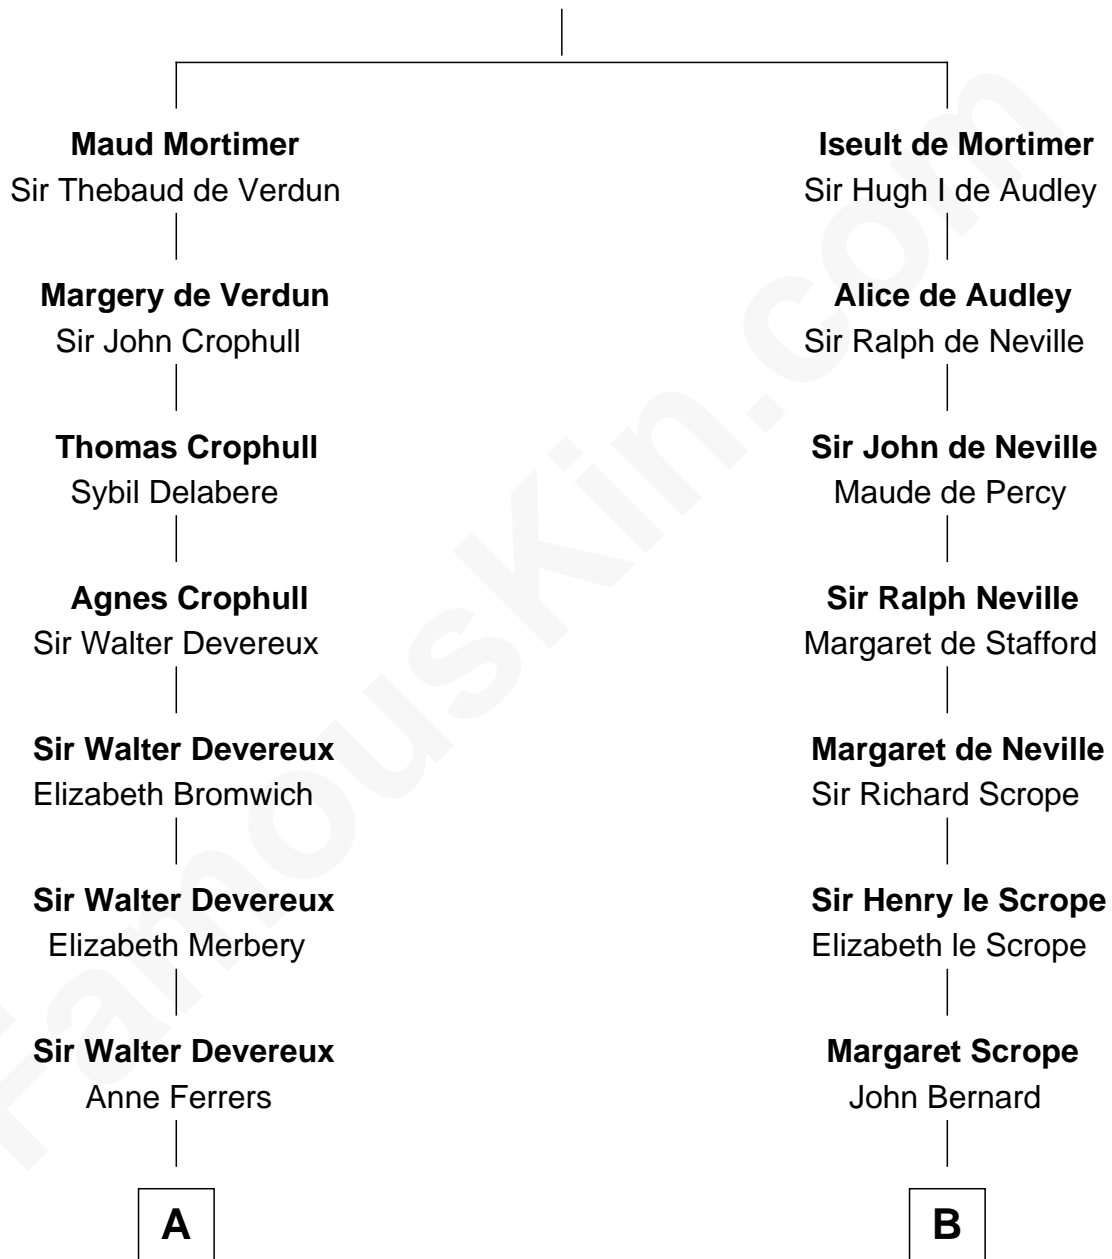 Maud Mortimer
Sir Thebaud de Verdun
Iseult de Mortimer
Sir Hugh I de Audley
Margery de Verdun
Sir John Crophull
Alice de Audley
Sir Ralph de Neville
Thomas Crophull
Sybil Delabere
Sir John de Neville
Maude de Percy
Agnes Crophull
Sir Walter Devereux
Sir Ralph Neville
Margaret de Stafford
Sir Walter Devereux
Elizabeth Bromwich
Margaret de Neville
Sir Richard Scrope
Sir Walter Devereux
Elizabeth Merbery
Sir Henry le Scrope
Elizabeth le Scrope
Sir Walter Devereux
Anne Ferrers
Margaret Scrope
John Bernard
A
B
FamousKin.com